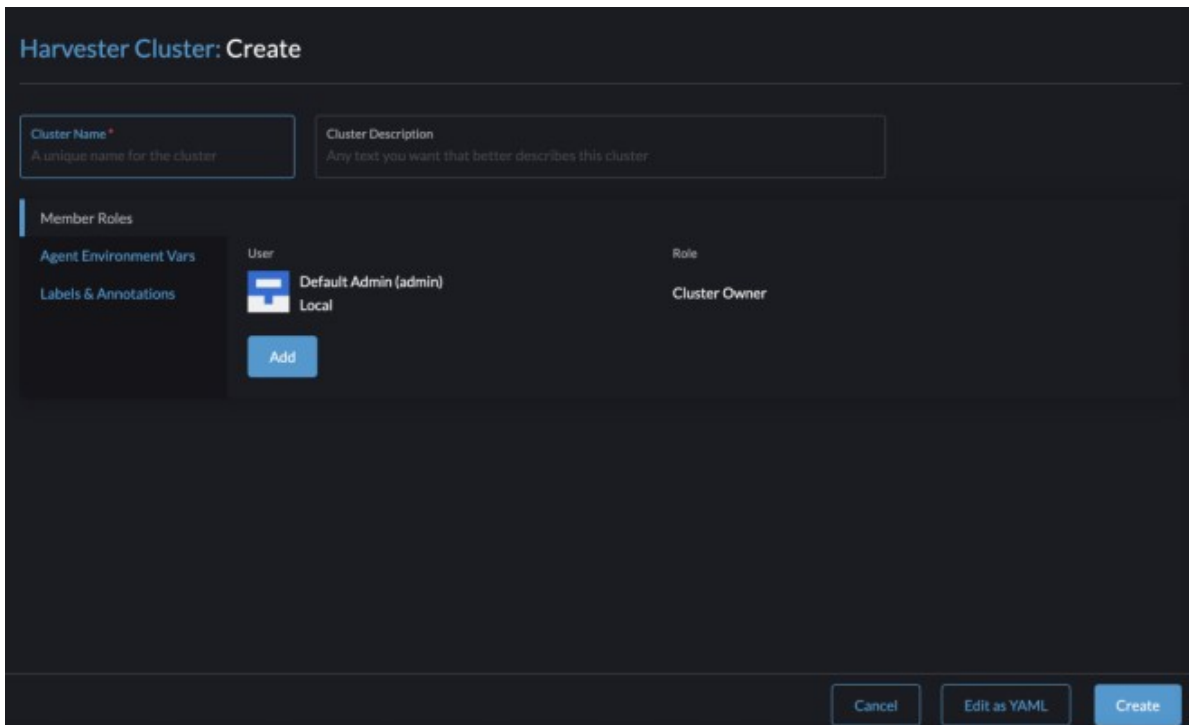 Harvester Cluster: Create
Cluster Name *
A unique name for the cluster
Cluster Description
Any text you want that better describes this cluster
Member Roles
Agent Environment Vars
Labels & Annotations
User
Role
Default Admin (admin)
Local
Cluster Owner
Add
Cancel
Edit as YAML
Create